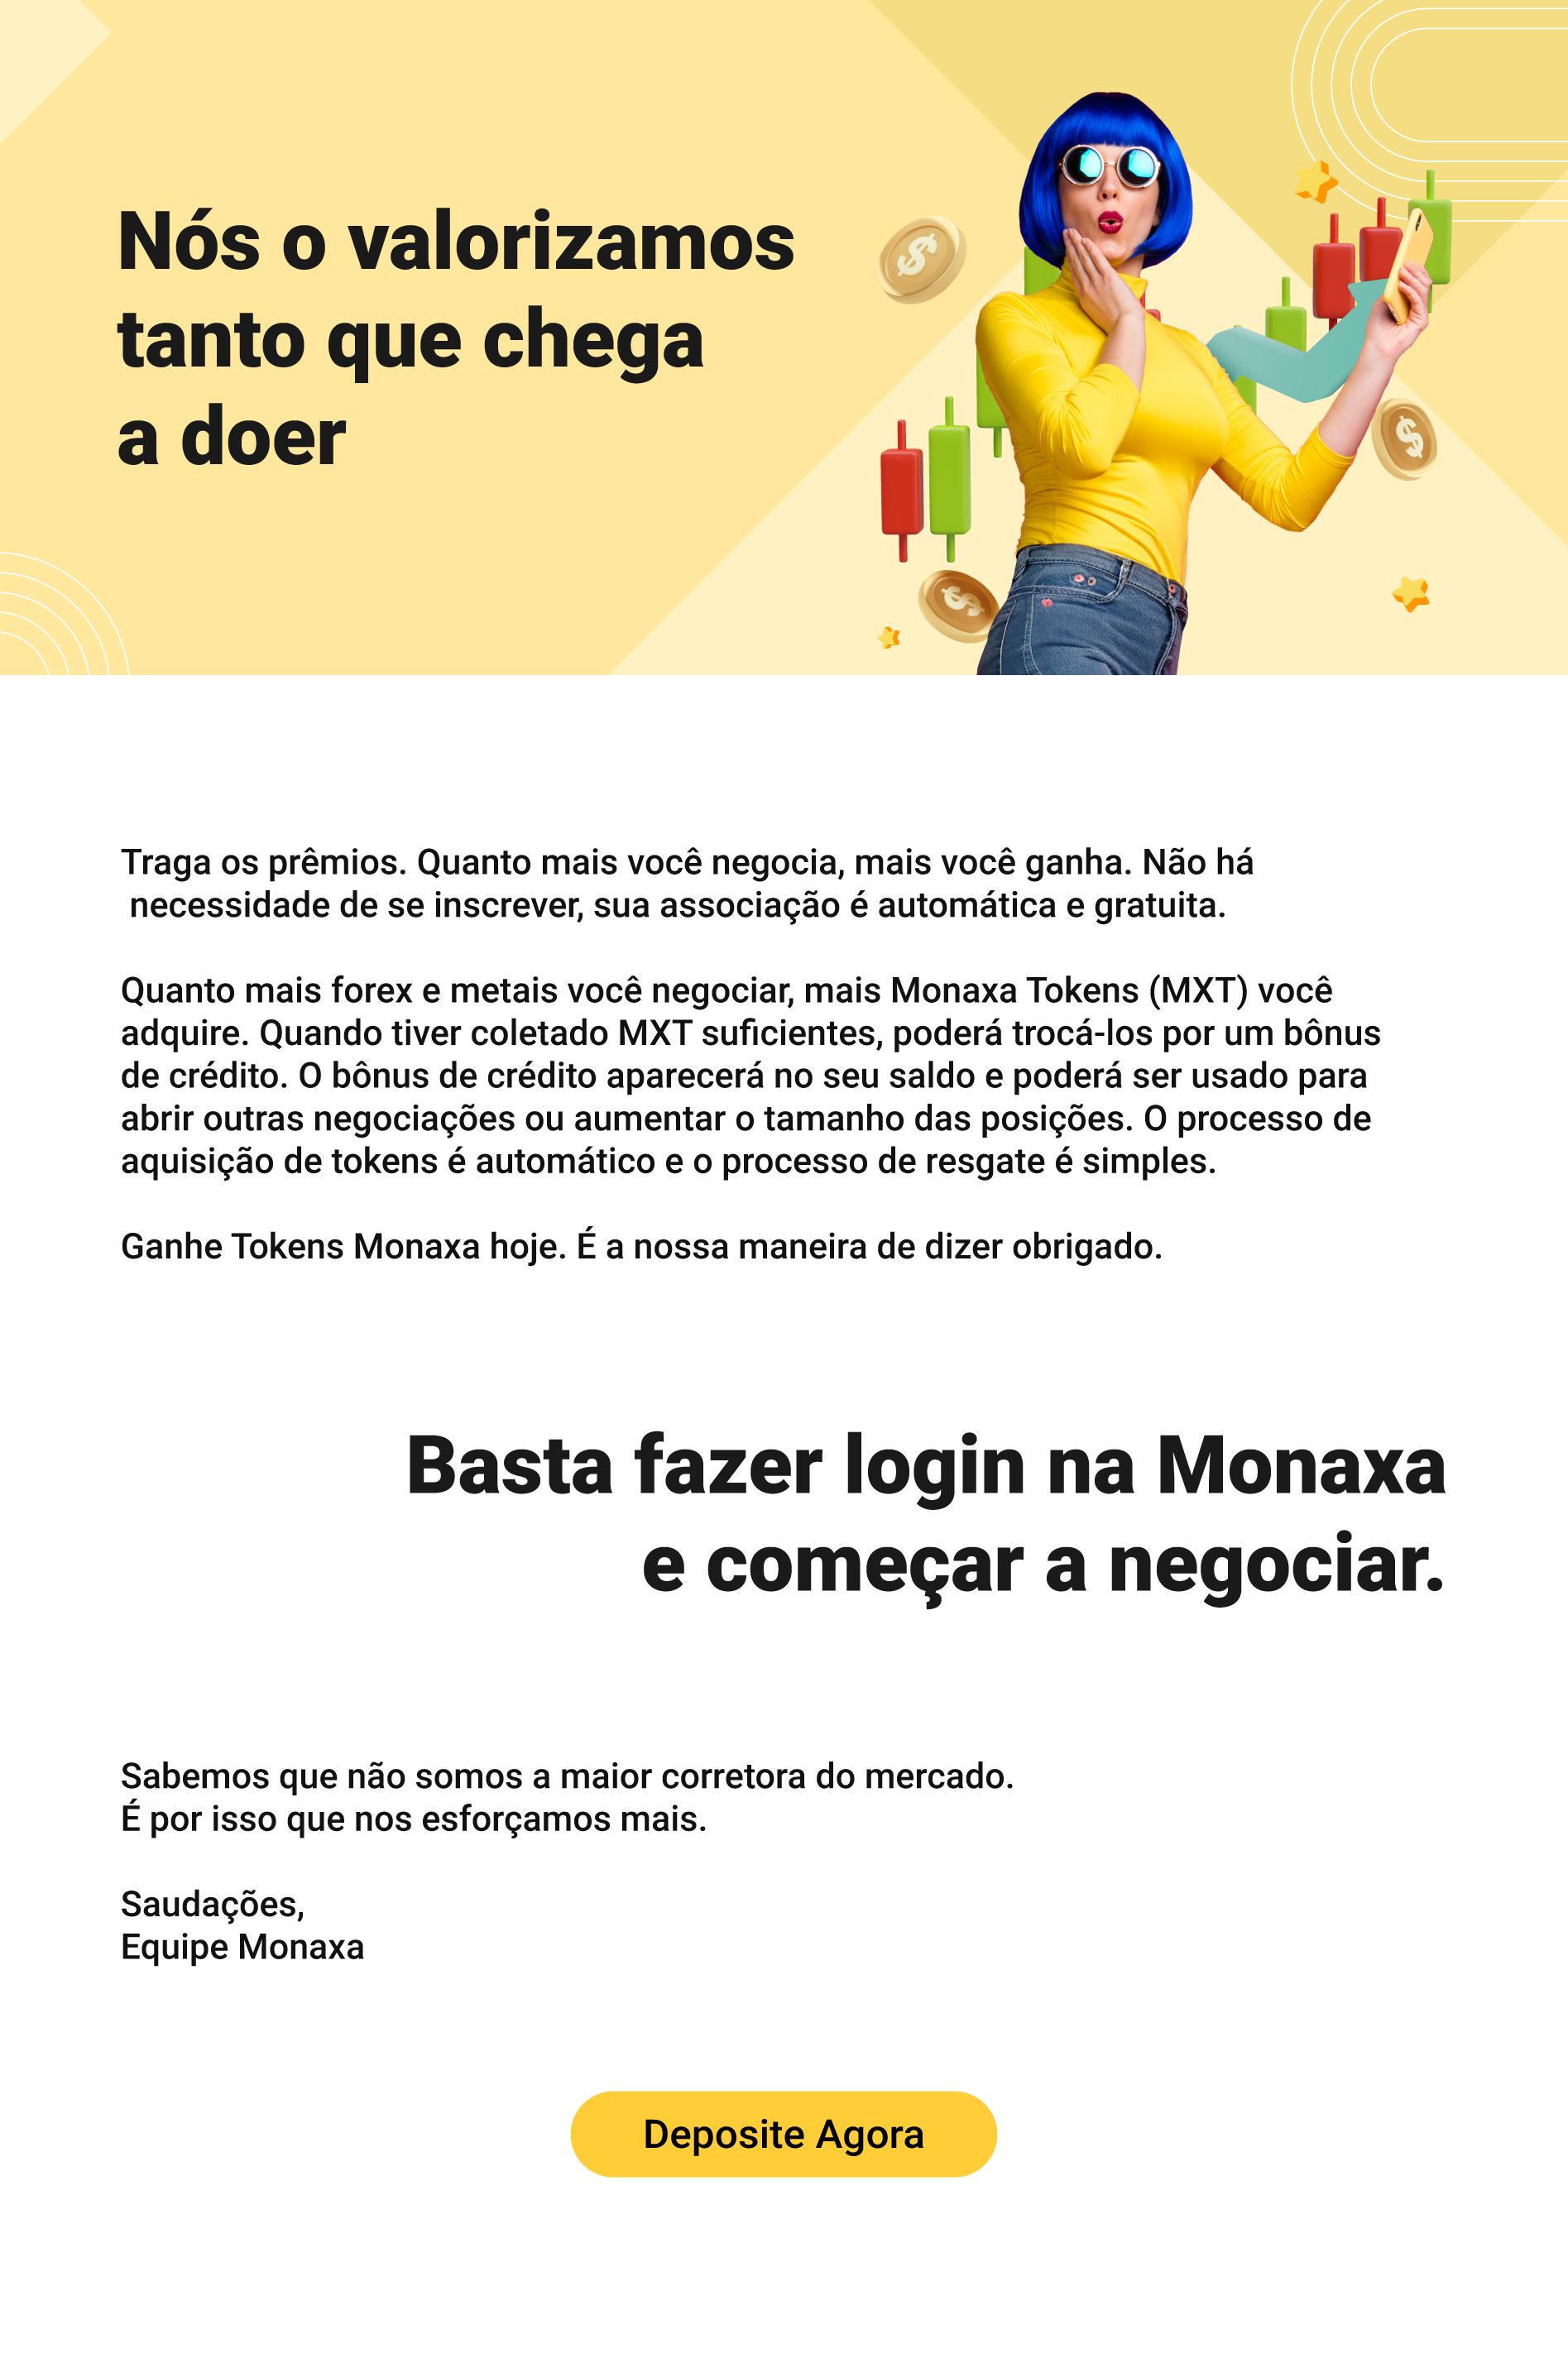 Nós o valorizamos
tanto que chega
a doer
Traga os prêmios. Quanto mais você negocia, mais você ganha. Não há
necessidade de se inscrever, sua associação é automática e gratuita.
Quanto mais forex e metais você negociar, mais Monaxa Tokens (MXT) você
adquire. Quando tiver coletado MXT suficientes, poderá trocá-los por um bônus
de crédito. O bônus de crédito aparecerá no seu saldo e poderá ser usado para
abrir outras negociações ou aumentar o tamanho das posições. O processo de
aquisição de tokens é automático e o processo de resgate é simples.
Ganhe Tokens Monaxa hoje. É a nossa maneira de dizer obrigado.
Basta fazer login na Monaxa
e começar a negociar.
Sabemos que não somos a maior corretora do mercado.
É por isso que nos esforçamos mais.
Saudações,
Equipe Monaxa
Deposite Agora